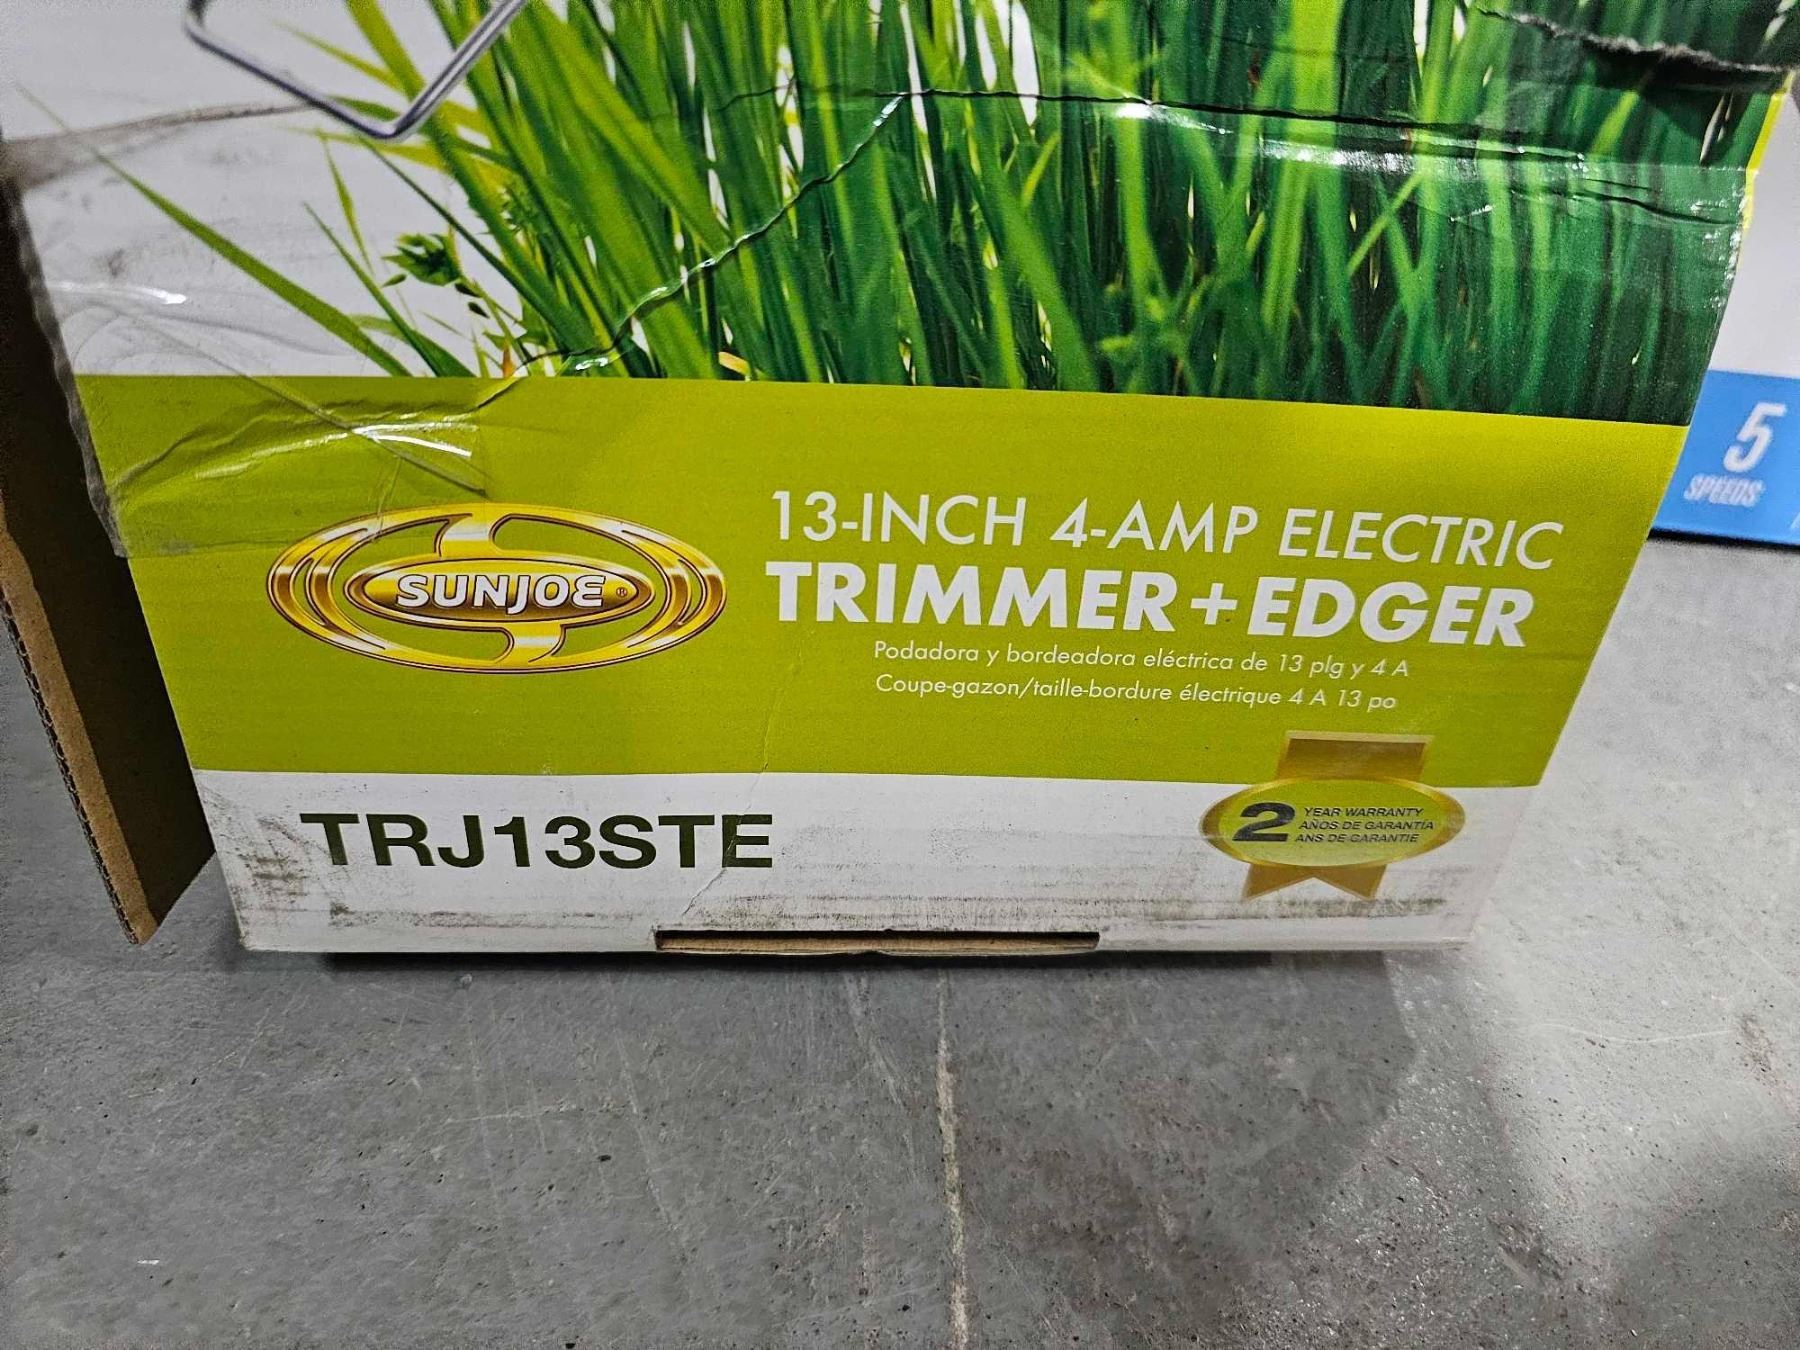 13-INCH 4-AMP ELECTRIC
TRIMMER+EDGER
Podadora y bordeadora eléctrica de 13 plg y 4 A
Coupe-gazon/taille-bordure électrique 4 A 13 po
SUNJOE®
TRJ13STE
2 YEAR WARRANTY
AÑOS DE GARANTÍA
ANS DE GARANTIE
5
SPEEDS